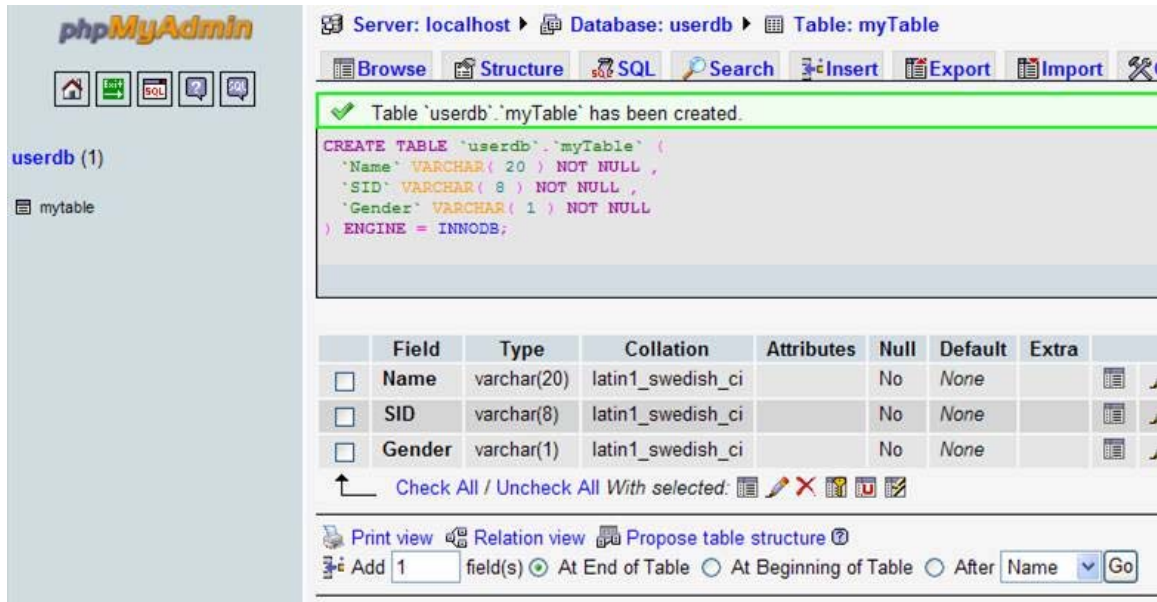 phpMyAdmin
Exit
SQL
SQL
userdb (1)
mytable
Server: localhost Database: userdb Table: myTable
Browse Structure SQL Search Insert Export Import
Table `userdb`.`myTable` has been created.
CREATE TABLE `userdb`.`myTable` (
`Name` VARCHAR( 20 ) NOT NULL ,
`SID` VARCHAR( 8 ) NOT NULL ,
`Gender` VARCHAR( 1 ) NOT NULL
) ENGINE = INNODB;
Field Type Collation Attributes Null Default Extra
Name varchar(20) latin1_swedish_ci No None
SID varchar(8) latin1_swedish_ci No None
Gender varchar(1) latin1_swedish_ci No None
Check All / Uncheck All With selected:
Print view Relation view Propose table structure
Add 1 field(s) At End of Table At Beginning of Table After Name Go